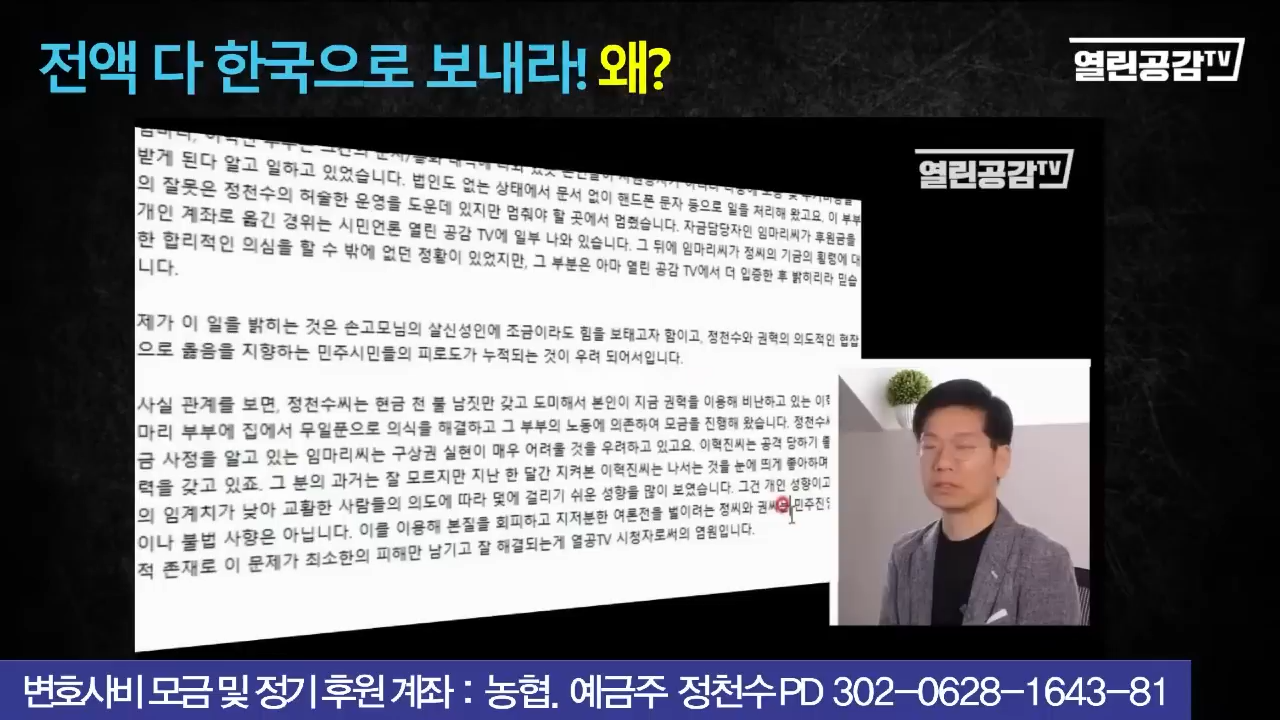 전액 다 한국으로 보내라! 왜?
열린공감TV
열린공감TV
받게 된다 알고 일하고 있었습니다. 법인도 없는 상태에서 문서 없이 핸드폰 문자 등으로 일을 처리해 왔고요. 이 부부
의 잘못은 정천수의 허술한 운영을 도운데 있지만 멈춰야 할 곳에서 멈췄습니다. 자금담당자인 임마리씨가 후원금을
개인 계좌로 옮긴 경위는 시민언론 열린 공감 TV에 일부 나와 있습니다. 그 뒤에 임마리씨가 정씨의 기금의 횡령에 대
한 합리적인 의심을 할 수 밖에 없던 정황이 있었지만, 그 부분은 아마 열린 공감 TV에서 더 입증한 후 밝히리라 믿습
니다.
제가 이 일을 밝히는 것은 손고모님의 살신성인에 조금이라도 힘을 보태고자 함이고, 정천수와 권혁의 의도적인 협잡
으로 옳음을 지향하는 민주시민들의 피로도가 누적되는 것이 우려 되어서입니다.
사실 관계를 보면, 정천수씨는 현금 천 불 남짓만 갖고 도미해서 본인이 지금 권혁을 이용해 비난하고 있는 이혁
마리 부부에 집에서 무일푼으로 의식을 해결하고 그 부부의 노동에 의존하여 모금을 진행해 왔습니다. 정천수씨
금 사정을 알고 있는 임마리씨는 구상권 실현이 매우 어려울 것을 우려하고 있고요. 이혁진씨는 공격 당하기 좋
력을 갖고 있죠. 그 분의 과거는 잘 모르지만 지난 한 달간 지켜본 이혁진씨는 나서는 것을 눈에 띄게 좋아하며
의 임계치가 낮아 교활한 사람들의 의도에 따라 덫에 걸리기 쉬운 성향을 많이 보였습니다. 그건 개인 성향이고
이나 불법 사항은 아닙니다. 이를 이용해 본질을 회피하고 지저분한 여론전을 벌이려는 정씨와 권씨 민주진영
적 존재로 이 문제가 최소한의 피해만 남기고 잘 해결되는게 열공TV 시청자로써의 염원입니다.
변호사비 모금 및 정기 후원 계좌 : 농협. 예금주 정천수PD 302-0628-1643-81